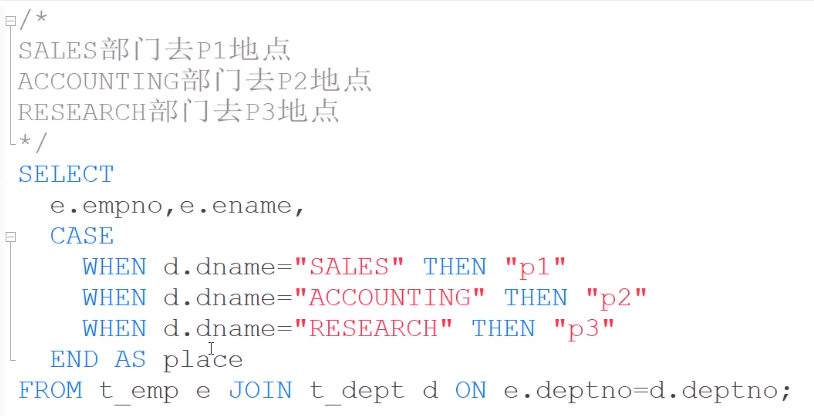 /*
SALES部门去P1地点
ACCOUNTING部门去P2地点
RESEARCH部门去P3地点
*/
SELECT
e.empno,e.ename,
CASE
WHEN d.dname="SALES" THEN "p1"
WHEN d.dname="ACCOUNTING" THEN "p2"
WHEN d.dname="RESEARCH" THEN "p3"
END AS place
FROM t_emp e JOIN t_dept d ON e.deptno=d.deptno;